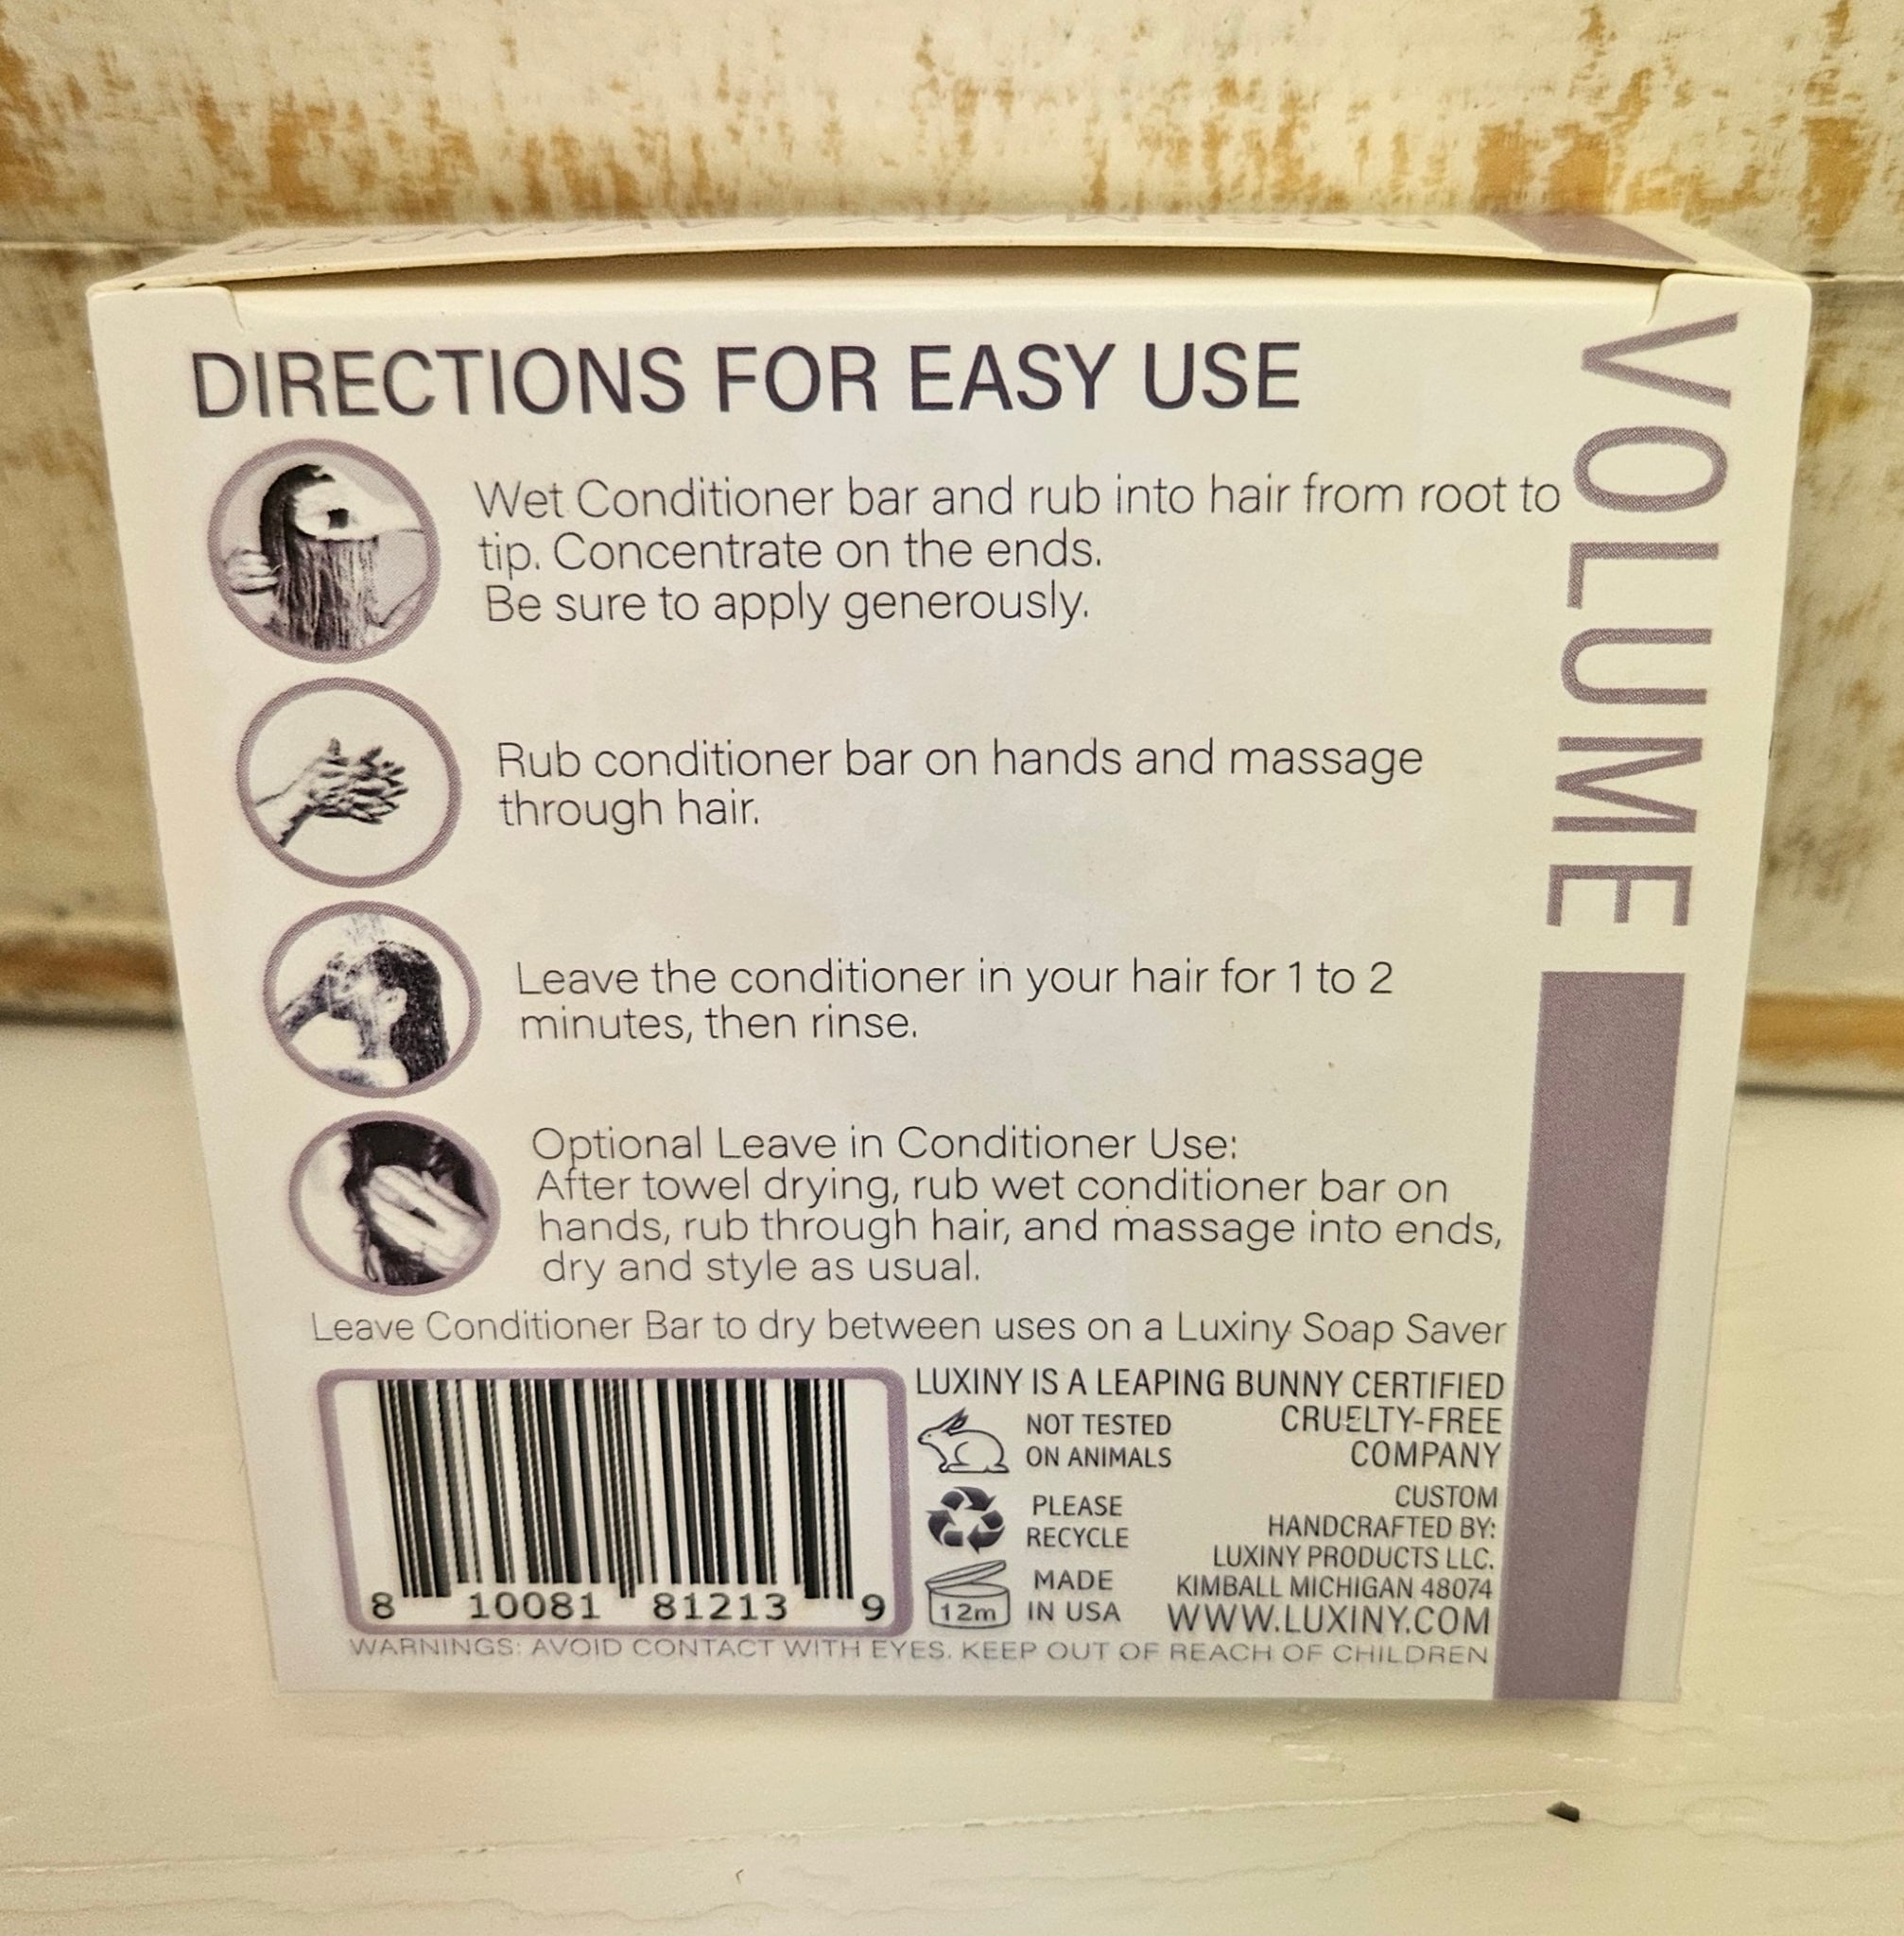 DIRECTIONS FOR EASY USE
Wet Conditioner bar and rub into hair from root to
tip. Concentrate on the ends.
Be sure to apply generously.
Rub conditioner bar on hands and massage
through hair.
Leave the conditioner in your hair for 1 to 2
minutes, then rinse.
Optional Leave in Conditioner Use:
After towel drying, rub wet conditioner bar on
hands, rub through hair, and massage into ends,
dry and style as usual.
Leave Conditioner Bar to dry between uses on a Luxiny Soap Saver
8 10081 81213 9
LUXINY IS A LEAPING BUNNY CERTIFIED
CRUELTY-FREE
COMPANY
NOT TESTED
ON ANIMALS
PLEASE
RECYCLE
12m
MADE
IN USA
CUSTOM
HANDCRAFTED BY:
LUXINY PRODUCTS LLC.
KIMBALL MICHIGAN 48074
WWW.LUXINY.COM
WARNINGS: AVOID CONTACT WITH EYES. KEEP OUT OF REACH OF CHILDREN
VOLUME